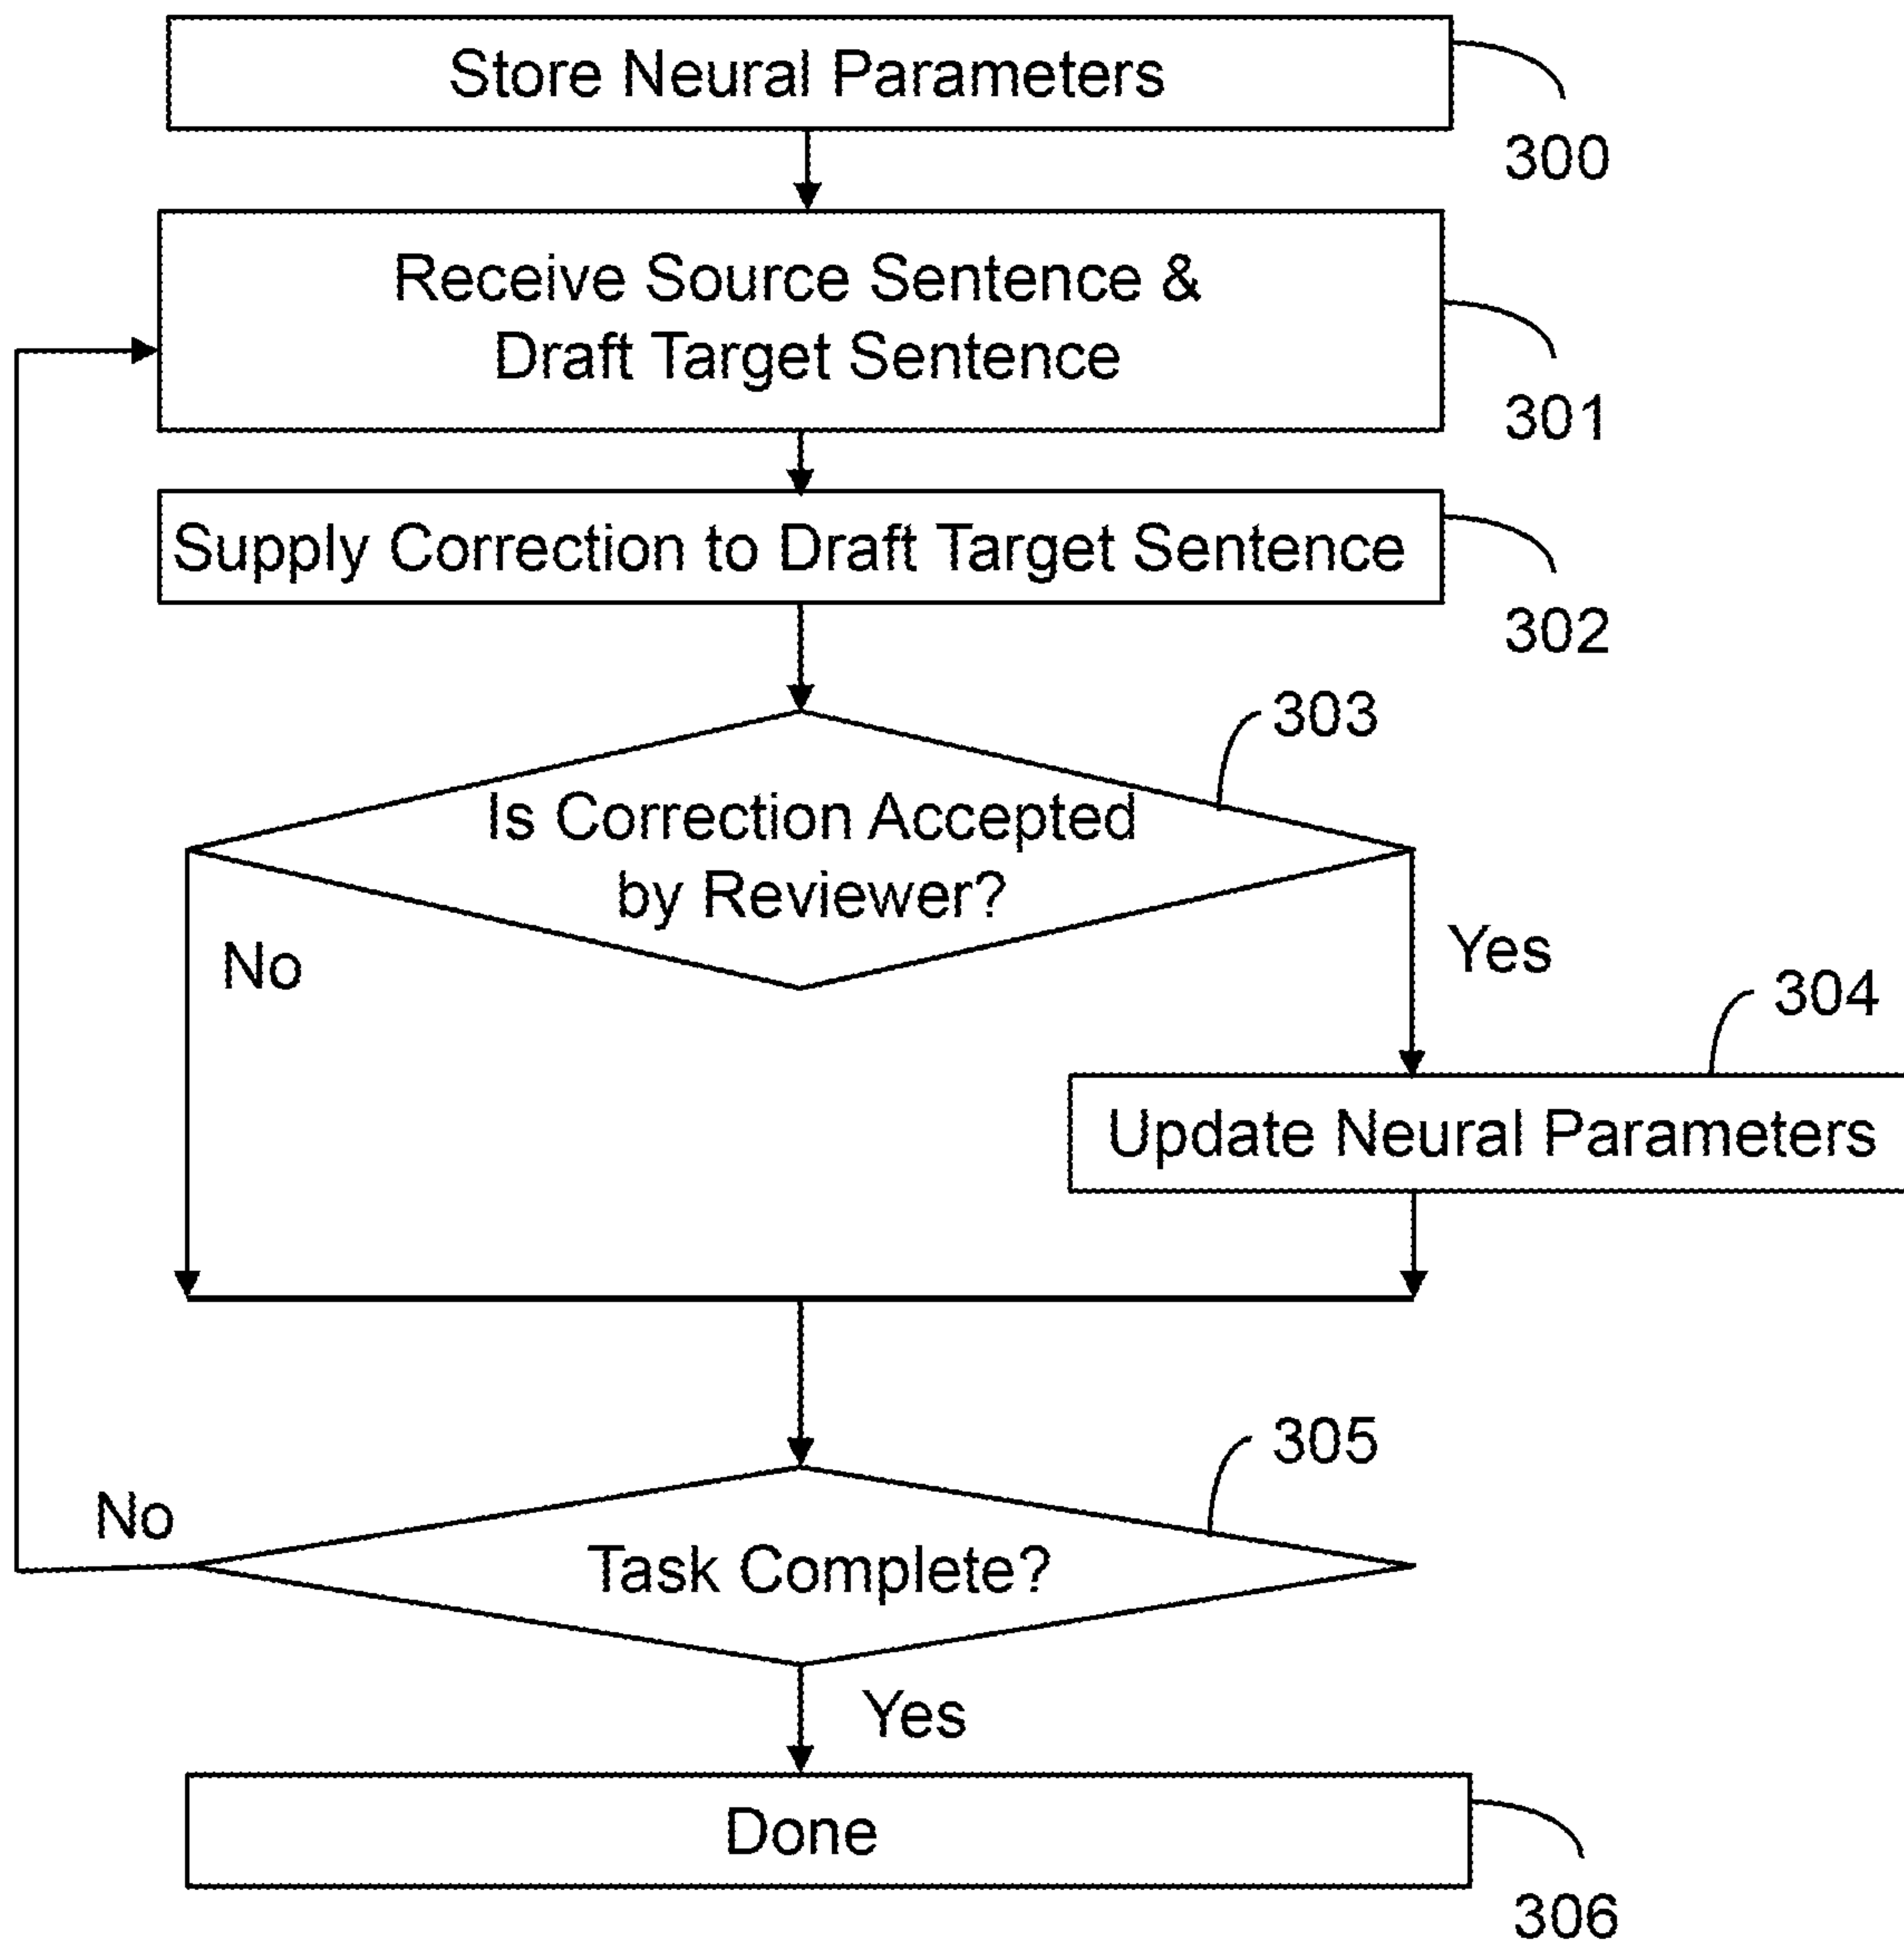 Store Neural Parameters
300
Receive Source Sentence &
Draft Target Sentence
301
Supply Correction to Draft Target Sentence
302
303
Is Correction Accepted
by Reviewer?
No
Yes
304
Update Neural Parameters
305
No
Task Complete?
Yes
Done
306